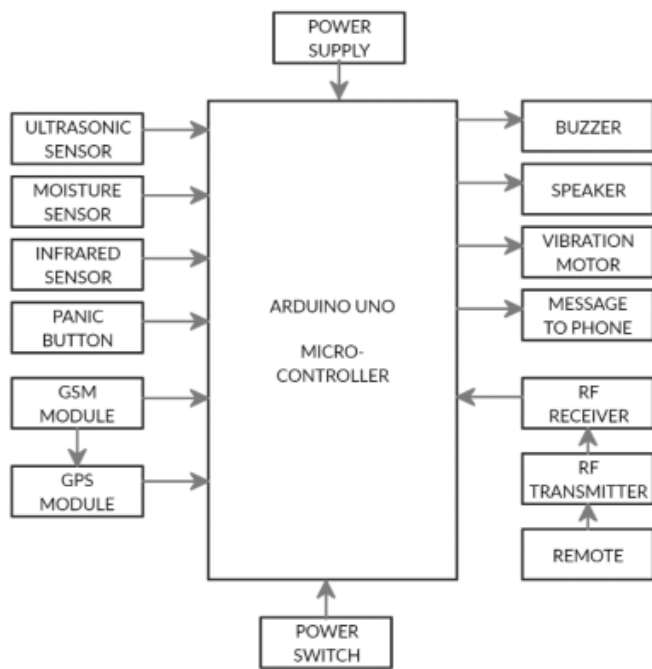 POWER
SUPPLY
ULTRASONIC
SENSOR
MOISTURE
SENSOR
INFRARED
SENSOR
PANIC
BUTTON
GSM
MODULE
GPS
MODULE
ARDUINO UNO
MICRO-
CONTROLLER
BUZZER
SPEAKER
VIBRATION
MOTOR
MESSAGE
TO PHONE
RF
RECEIVER
RF
TRANSMITTER
REMOTE
POWER
SWITCH